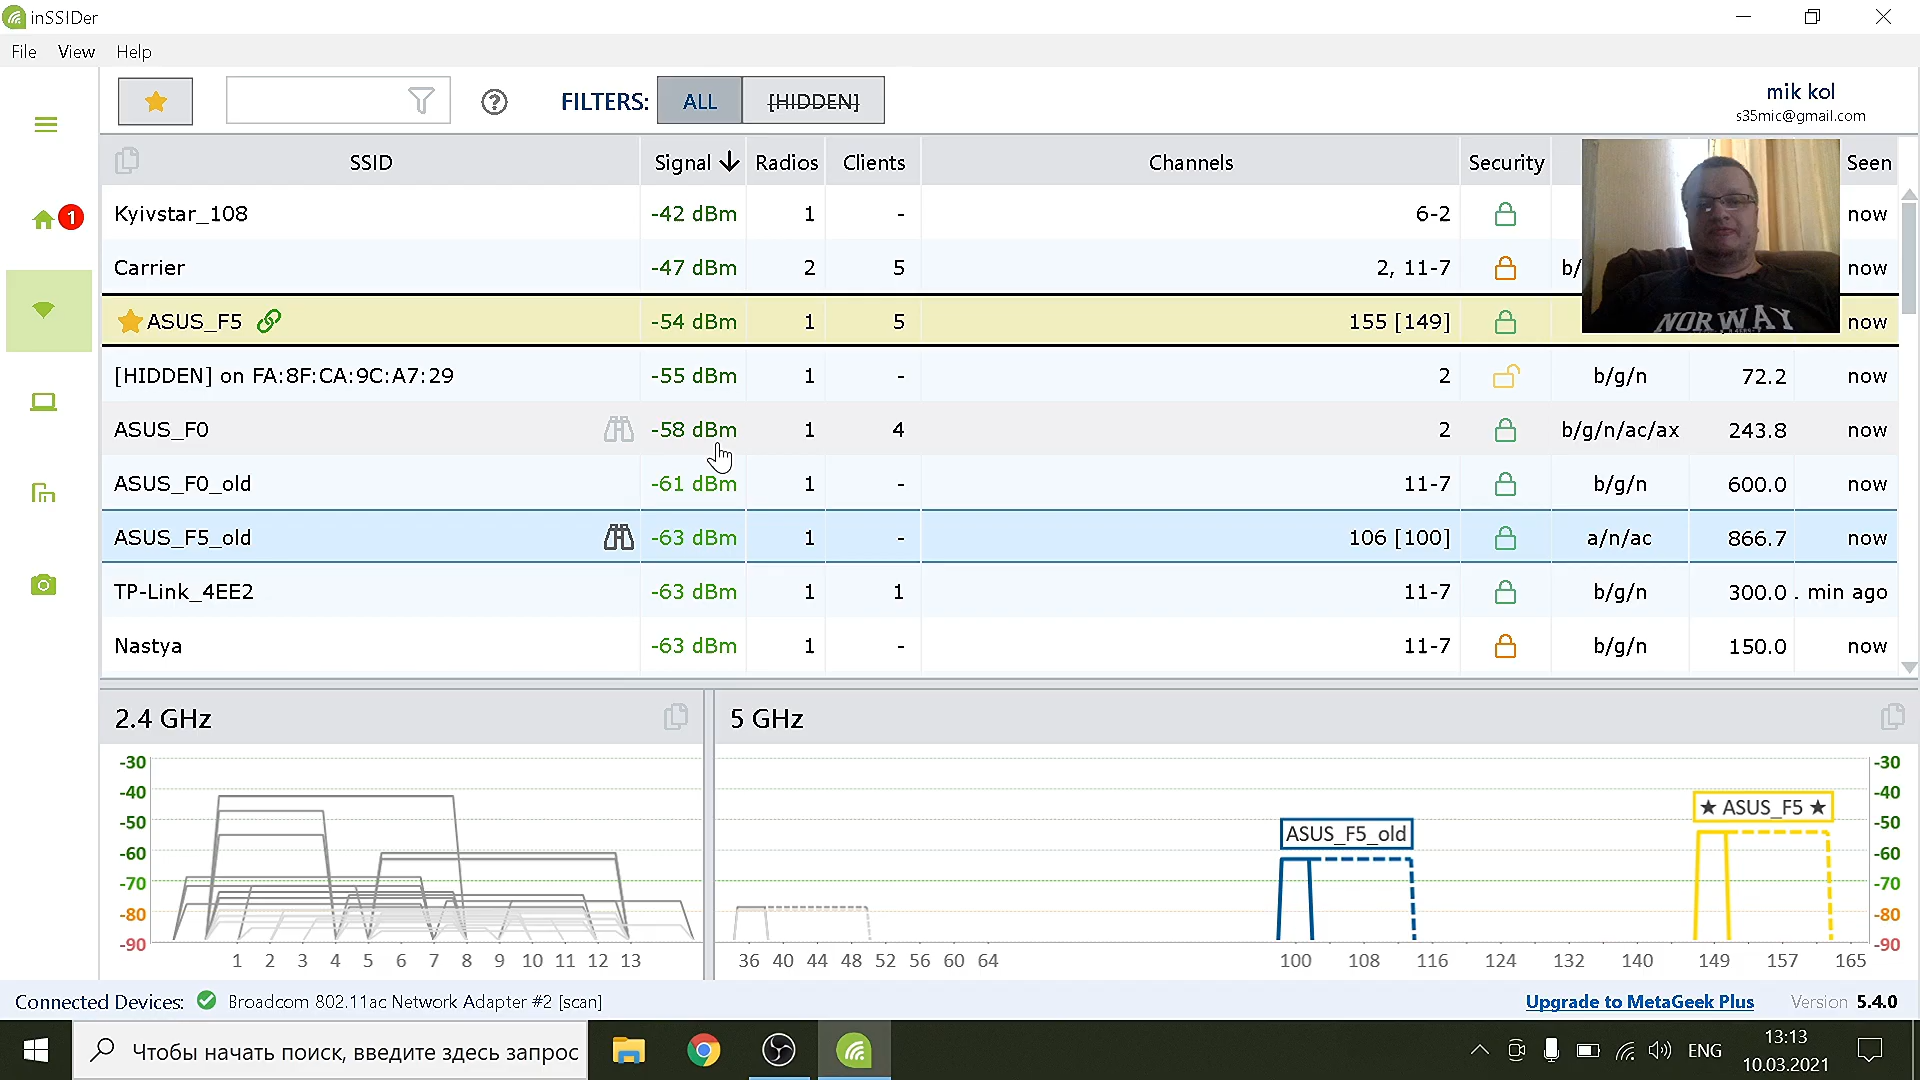 inSSIDer
File View Help
FILTERS: ALL [HIDDEN]
mik kol
s35mic@gmail.com
SSID Signal Radios Clients Channels Security Seen
Kyivstar_108 -42 dBm 1 - 6-2 now
Carrier -47 dBm 2 5 2, 11-7 b/ now
ASUS_F5 -54 dBm 1 5 155 [149] now
NORWAY
[HIDDEN] on FA:8F:CA:9C:A7:29 -55 dBm 1 - 2 b/g/n 72.2 now
ASUS_F0 -58 dBm 1 4 2 b/g/n/ac/ax 243.8 now
ASUS_F0_old -61 dBm 1 - 11-7 b/g/n 600.0 now
ASUS_F5_old -63 dBm 1 - 106 [100] a/n/ac 866.7 now
TP-Link_4EE2 -63 dBm 1 1 11-7 b/g/n 300.0 . min ago
Nastya -63 dBm 1 - 11-7 b/g/n 150.0 now
1
2.4 GHz
-30
-40
-50
-60
-70
-80
-90
1 2 3 4 5 6 7 8 9 10 11 12 13
5 GHz
ASUS_F5_old
★ ASUS_F5 ★
-30
-40
-50
-60
-70
-80
-90
36 40 44 48 52 56 60 64 100 108 116 124 132 140 149 157 165
Connected Devices: Broadcom 802.11ac Network Adapter #2 [scan] Upgrade to MetaGeek Plus Version 5.4.0
Чтобы начать поиск, введите здесь запрос
ENG
13:13
10.03.2021